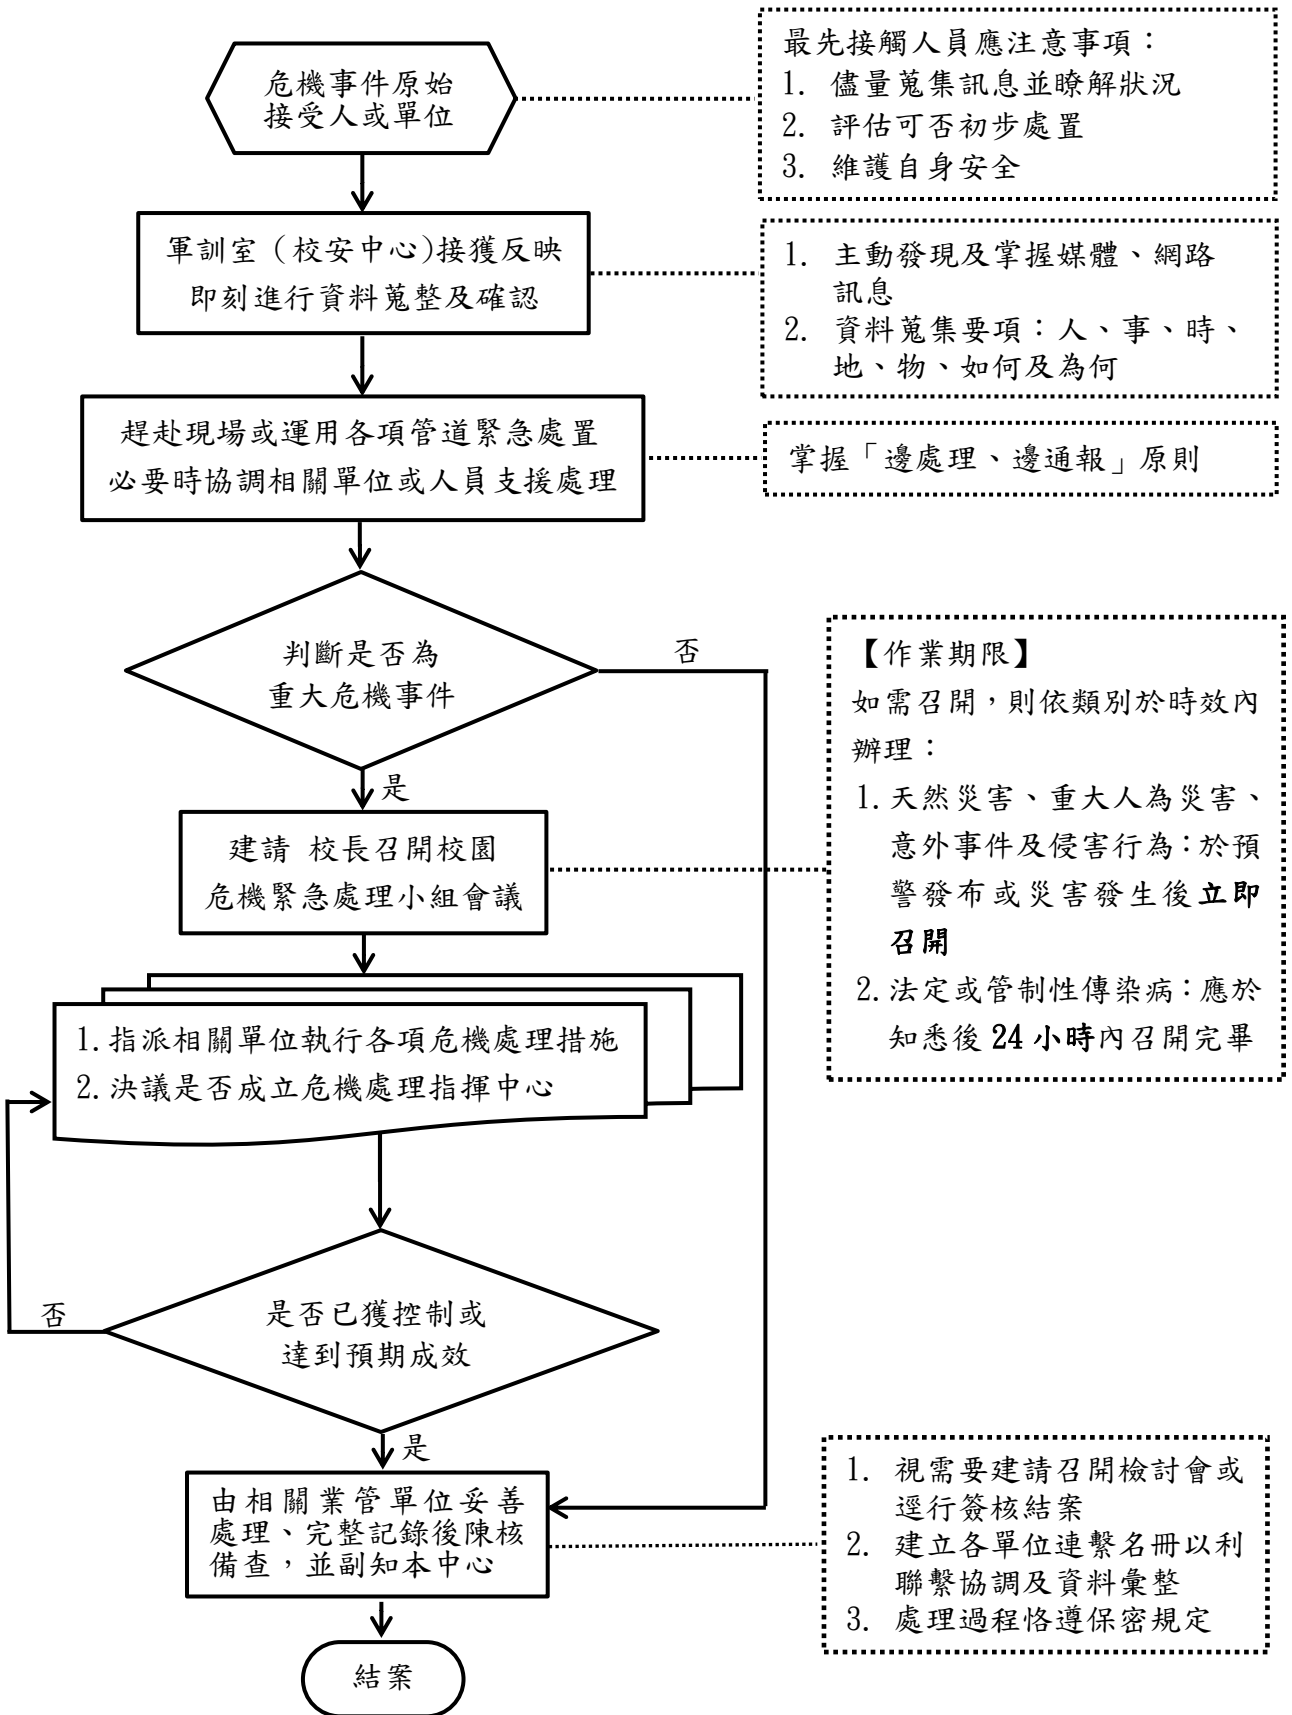 危機事件原始
接受人或單位
最先接觸人員應注意事項：
1. 儘量蒐集訊息並瞭解狀況
2. 評估可否初步處置
3. 維護自身安全
軍訓室（校安中心)接獲反映
即刻進行資料蒐整及確認
1. 主動發現及掌握媒體、網路
訊息
2. 資料蒐集要項：人、事、時、
地、物、如何及為何
趕赴現場或運用各項管道緊急處置
必要時協調相關單位或人員支援處理
掌握「邊處理、邊通報」原則
判斷是否為
重大危機事件
否
是
【作業期限】
如需召開，則依類別於時效內
辦理：
1.天然災害、重大人為災害、
意外事件及侵害行為：於預
警發布或災害發生後立即
召開
2.法定或管制性傳染病：應於
知悉後 24 小時內召開完畢
建請 校長召開校園
危機緊急處理小組會議
1.指派相關單位執行各項危機處理措施
2.決議是否成立危機處理指揮中心
是否已獲控制或
達到預期成效
否
是
由相關業管單位妥善
處理、完整記錄後陳核
備查，並副知本中心
1. 視需要建請召開檢討會或
逕行簽核結案
2. 建立各單位連繫名冊以利
聯繫協調及資料彙整
3. 處理過程恪遵保密規定
結案